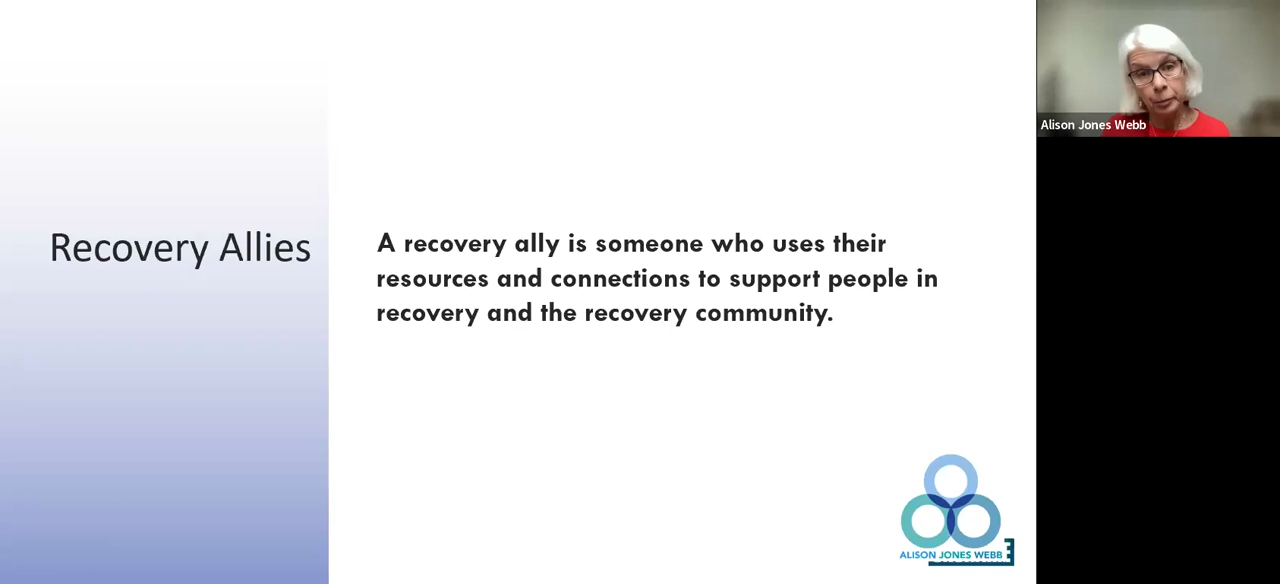 Recovery Allies
A recovery ally is someone who uses their
resources and connections to support people in
recovery and the recovery community.
Alison Jones Webb
ALISON JONES WEBB